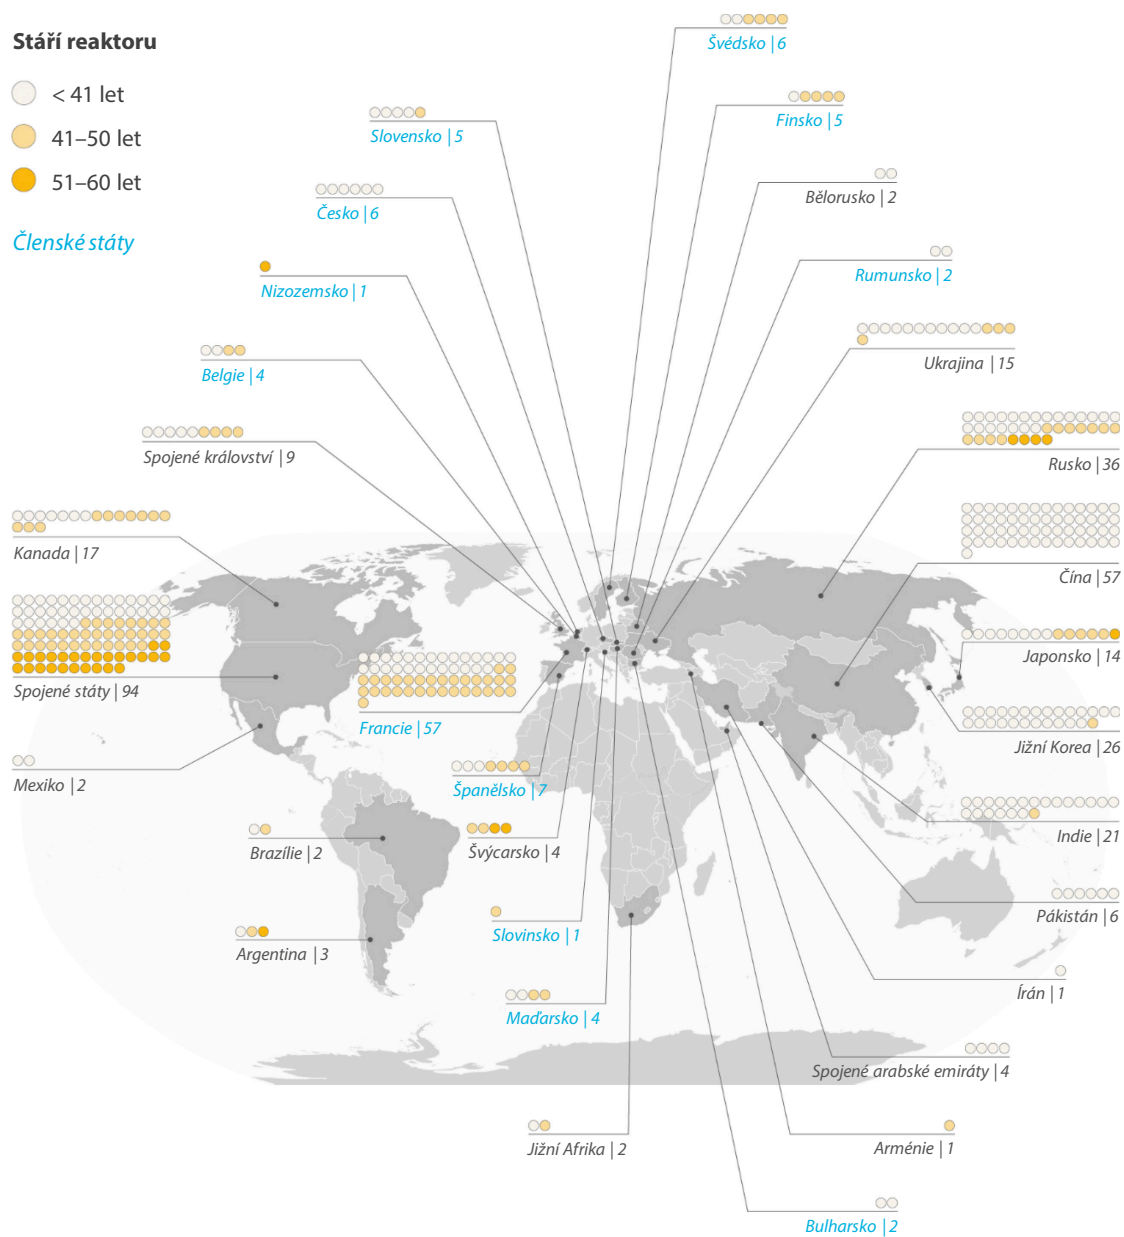 Stáří reaktoru
< 41 let
41–50 let
51–60 let
Členské státy
Švédsko | 6
Finsko | 5
Slovensko | 5
Bělorusko | 2
Česko | 6
Rumunsko | 2
Nizozemsko | 1
Ukrajina | 15
Belgie | 4
Spojené království | 9
Rusko | 36
Kanada | 17
Čína | 57
Japonsko | 14
Spojené státy | 94
Francie | 57
Jižní Korea | 26
Mexiko | 2
Španělsko | 7
Indie | 21
Brazílie | 2
Švýcarsko | 4
Pákistán | 6
Slovinsko | 1
Argentina | 3
Írán | 1
Maďarsko | 4
Spojené arabské emiráty | 4
Jižní Afrika | 2
Arménie | 1
Bulharsko | 2